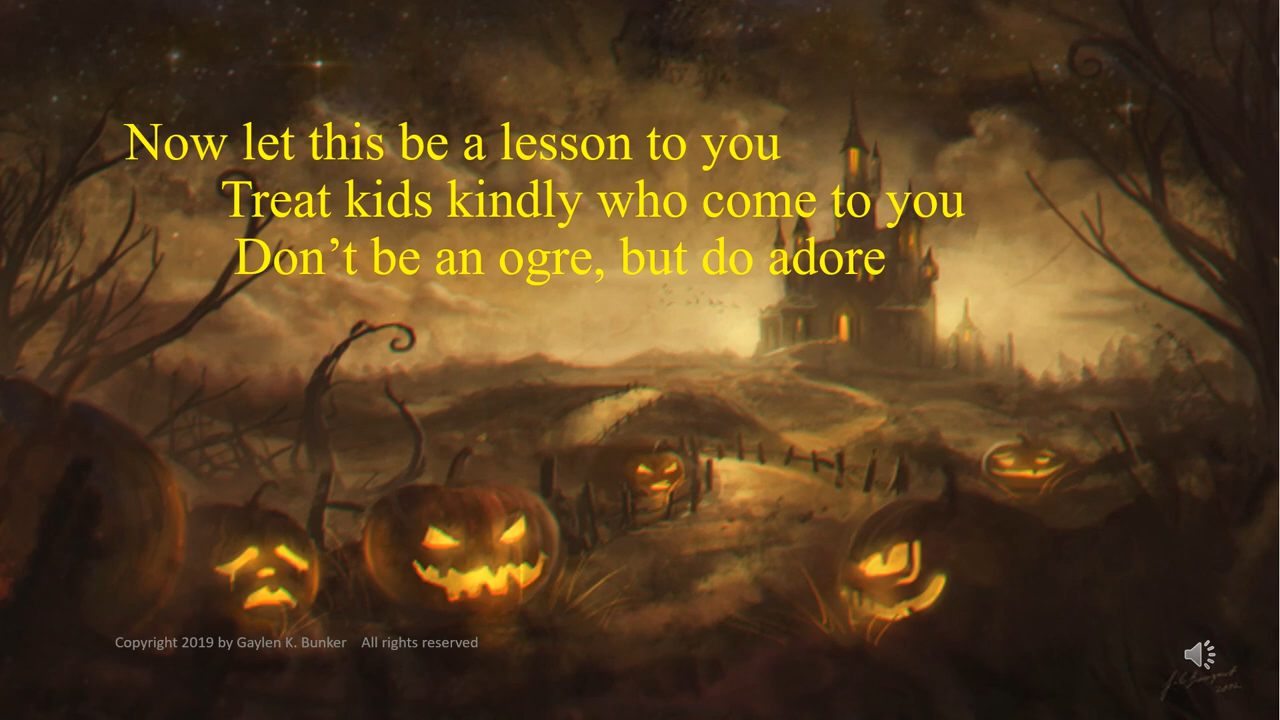 Now let this be a lesson to you
Treat kids kindly who come to you
Don’t be an ogre, but do adore
Copyright 2019 by Gaylen K. Bunker    All rights reserved